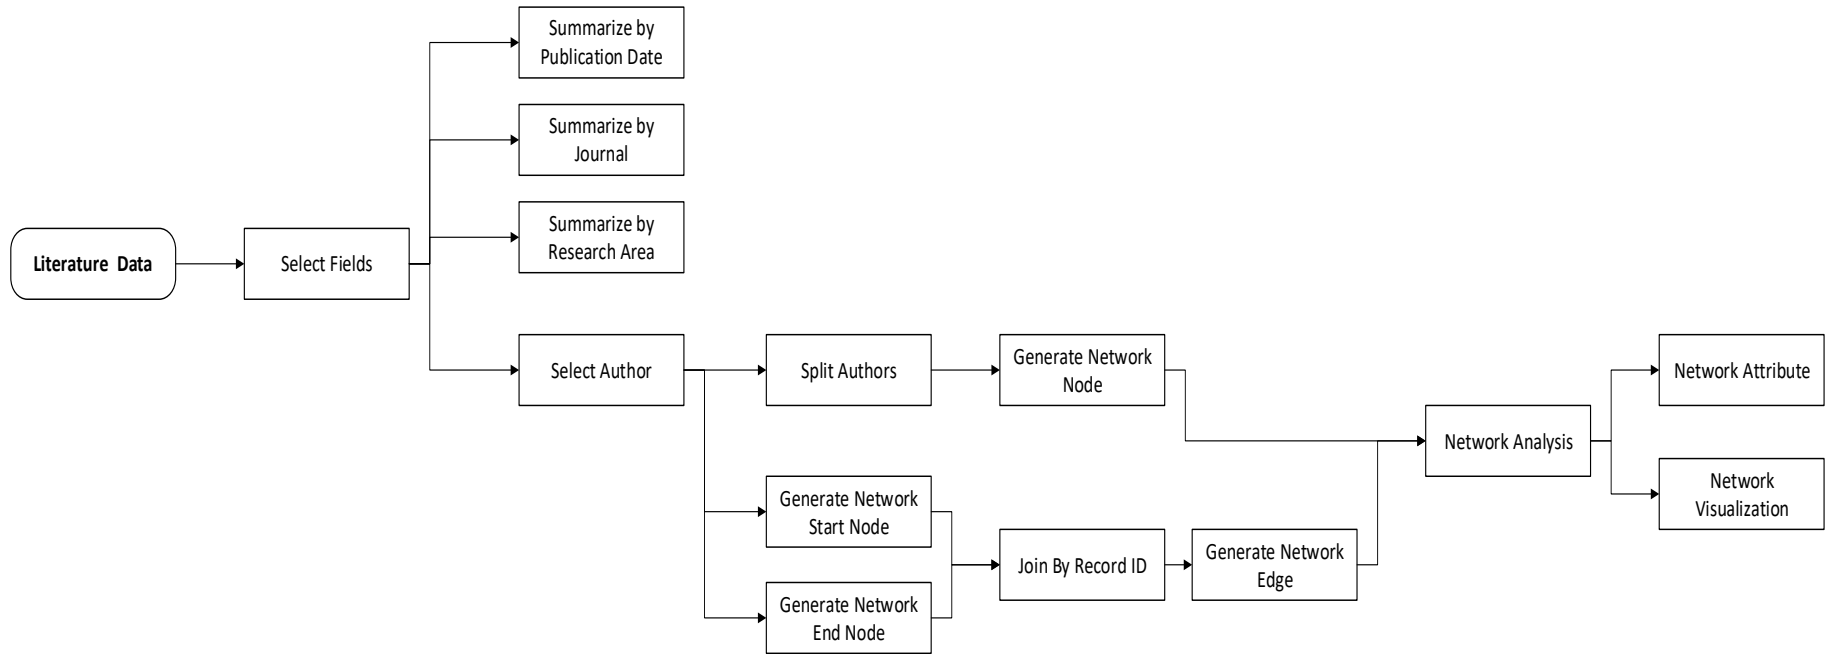 Summarize by
Publication Date
Summarize by
Journal
Summarize by
Research Area
Literature  Data
Select Fields
Select Author
Split Authors
Generate Network
Node
Network Attribute
Network Analysis
Generate Network
Start Node
Network
Visualization
Join By Record ID
Generate Network
Edge
Generate Network
End Node